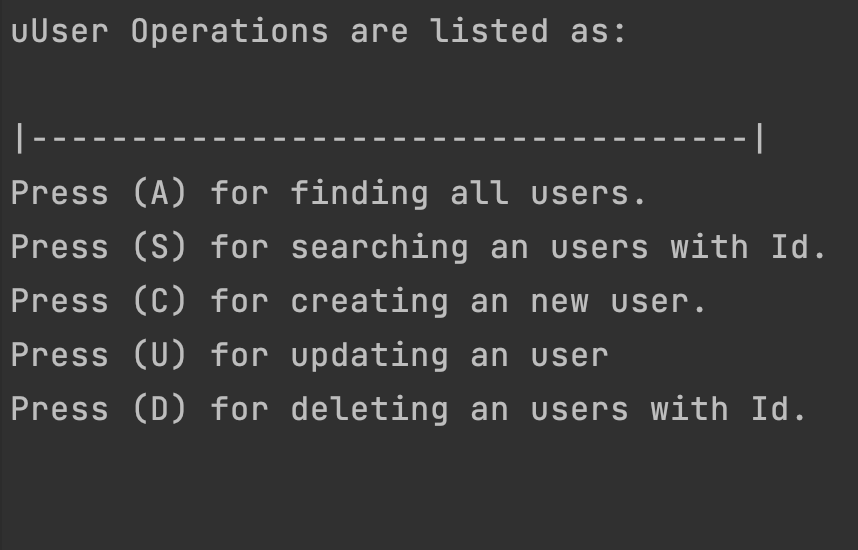 uUser Operations are listed as:
|------------------------------------|
Press (A) for finding all users.
Press (S) for searching an users with Id.
Press (C) for creating an new user.
Press (U) for updating an user
Press (D) for deleting an users with Id.